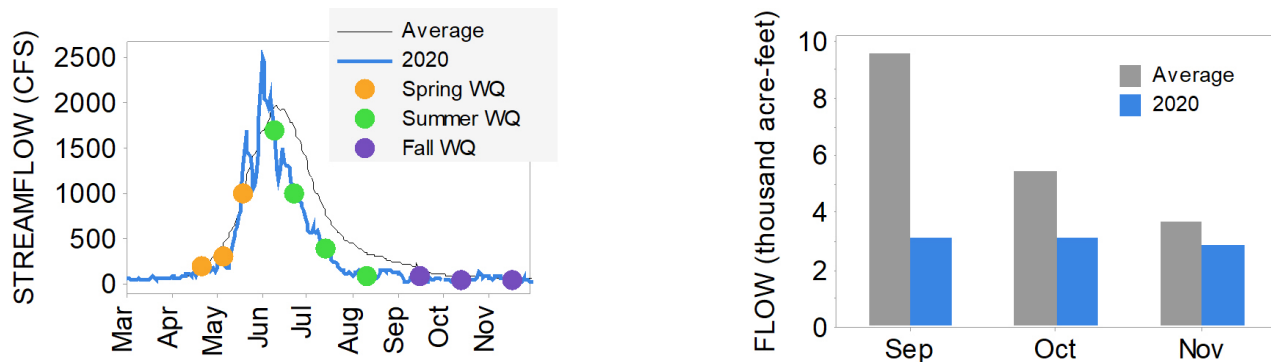 STREAMFLOW (CFS)
2500
2000
1500
1000
500
0
Mar
Apr
May
Jun
Jul
Aug
Sep
Oct
Nov
Average
2020
Spring WQ
Summer WQ
Fall WQ
FLOW (thousand acre-feet)
10
8
6
4
2
0
Sep
Oct
Nov
Average
2020